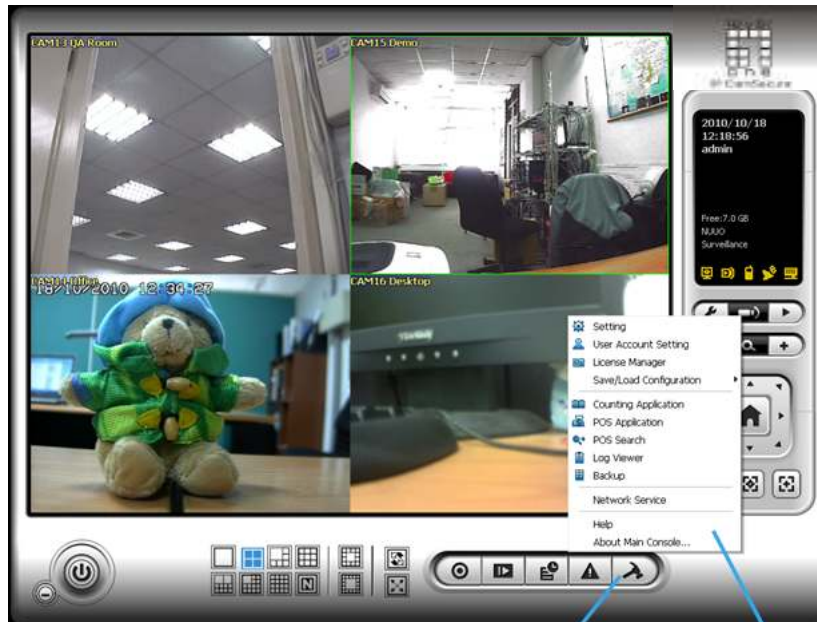 CAM13 QA Room
CAM15 Demo
CamSecure
2010/10/18
12:18:56
admin
Free:7.0 GB
NUUO
Surveillance
18/10/2010 12:34:27
CAM16 Desktop
Setting
User Account Setting
License Manager
Save/Load Configuration
Counting Application
POS Application
POS Search
Log Viewer
Backup
Network Service
Help
About Main Console...
N